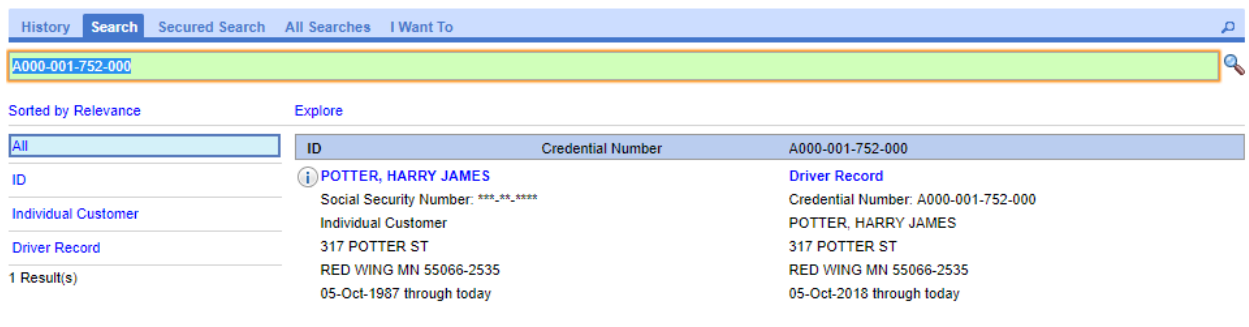 History Search Secured Search All Searches I Want To
A000-001-752-000
Sorted by Relevance Explore
All
ID Credential Number A000-001-752-000
ID
POTTER, HARRY JAMES Driver Record
Social Security Number: ***-**-**** Credential Number: A000-001-752-000
Individual Customer
Individual Customer POTTER, HARRY JAMES
317 POTTER ST 317 POTTER ST
Driver Record
RED WING MN 55066-2535 RED WING MN 55066-2535
1 Result(s)
05-Oct-1987 through today 05-Oct-2018 through today